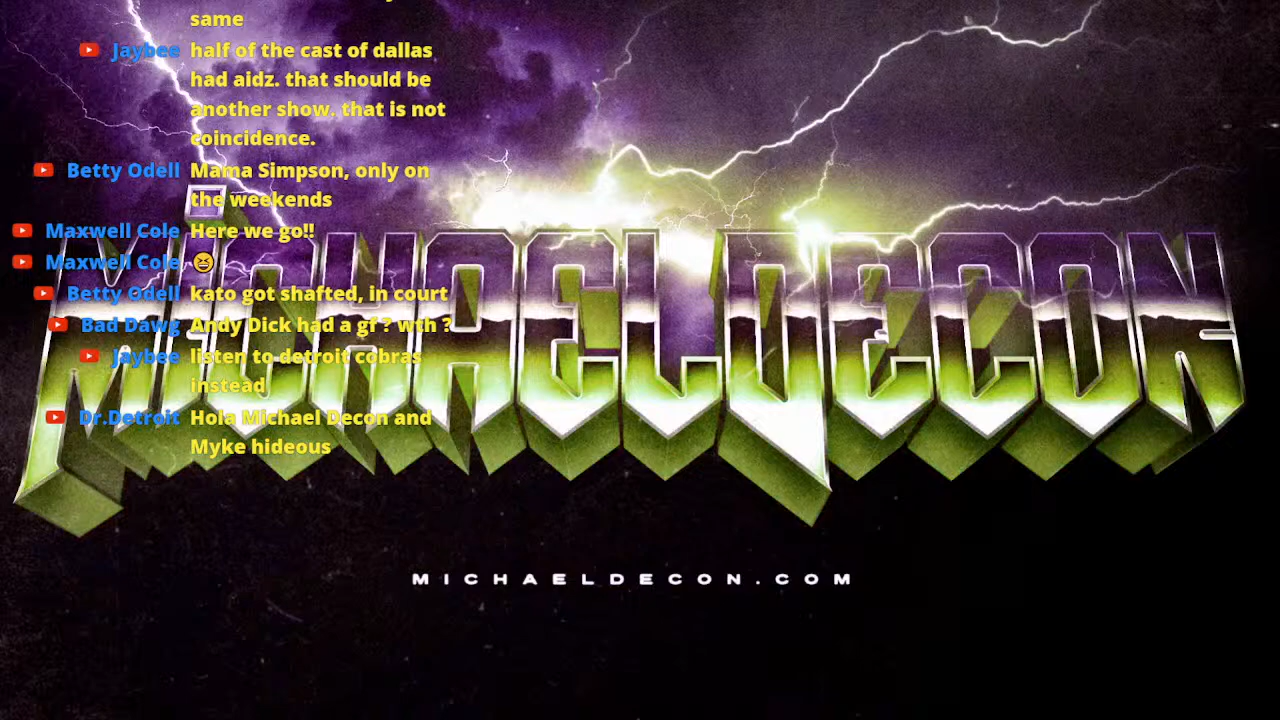 same
Jaybee half of the cast of dallas
had aidz. that should be
another show. that is not
coincidence.
Betty Odell Mama Simpson, only on
the weekends
Maxwell Cole Here we go!!
Maxwell Cole 😆
Betty Odell kato got shafted, in court
Bad Dawg Andy Dick had a gf ? wth ?
Jaybee listen to detroit cobras
instead
Dr.Detroit Hola Michael Decon and
Myke hideous
MICHAEL DECON
MICHAELDECON.COM